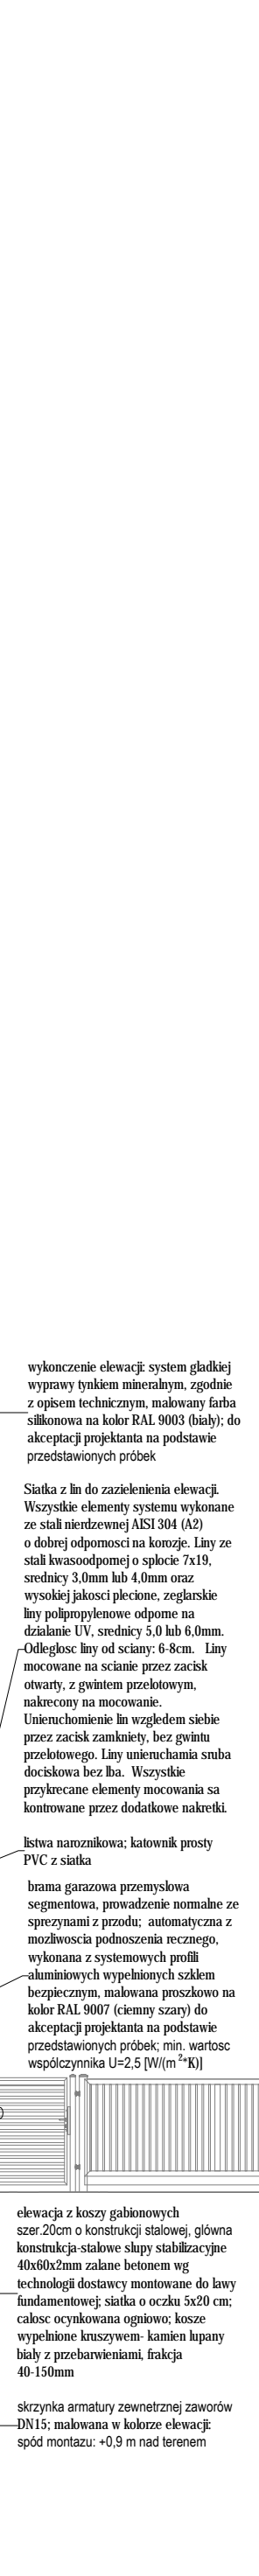 wykonczenie elewacji: system gladkiej
wyprawy tynkiem mineralnym, zgodnie
z opisem technicznym, malowany farba
silikonowa na kolor RAL 9003 (bialy); do
akceptacji projektanta na podstawie
przedstawionych próbek
Siatka z lin do zazielenienia elewacji.
Wszystkie elementy systemu wykonane
ze stali nierdzewnej AISI 304 (A2)
o dobrej odpornosci na korozje. Liny ze
stali kwasoodpornej o splocie 7x19,
srednicy 3,0mm lub 4,0mm oraz
wysokiej jakosci plecione, zeglarskie
liny polipropylenowe odporne na
dzialanie UV, srednicy 5,0 lub 6,0mm.
Odleglosc liny od sciany: 6-8cm. Liny
mocowane na scianie przez zacisk
otwarty, z gwintem przelotowym,
nakrecony na mocowanie.
Unieruchomienie lin wzgledem siebie
przez zacisk zamkniety, bez gwintu
przelotowego. Liny unieruchamia sruba
dociskowa bez lba. Wszystkie
przykrecane elementy mocowania sa
kontrowane przez dodatkowe nakretki.
listwa naroznikowa; katownik prosty
PVC z siatka
brama garazowa przemyslowa
segmentowa, prowadzenie normalne ze
sprezynami z przodu; automatyczna z
mozliwoscia podnoszenia recznego,
wykonana z systemowych profili
aluminiowych wypelnionych szklem
bezpiecznym, malowana proszkowo na
kolor RAL 9007 (ciemny szary) do
akceptacji projektanta na podstawie
przedstawionych próbek; min. wartosc
wspólczynnika U=2,5 [W/(m²*K)]
elewacja z koszy gabionowych
szer.20cm o konstrukcji stalowej, glówna
konstrukcja-stalowe slupy stabilizacyjne
40x60x2mm zalane betonem wg
technologii dostawcy montowane do lawy
fundamentowej; siatka o oczku 5x20 cm;
calosc ocynkowana ogniowo; kosze
wypelnione kruszywem- kamien lupany
bialy z przebarwieniami, frakcja
40-150mm
skrzynka armatury zewnetrznej zaworów
DN15; malowana w kolorze elewacji:
spód montazu: +0,9 m nad terenem